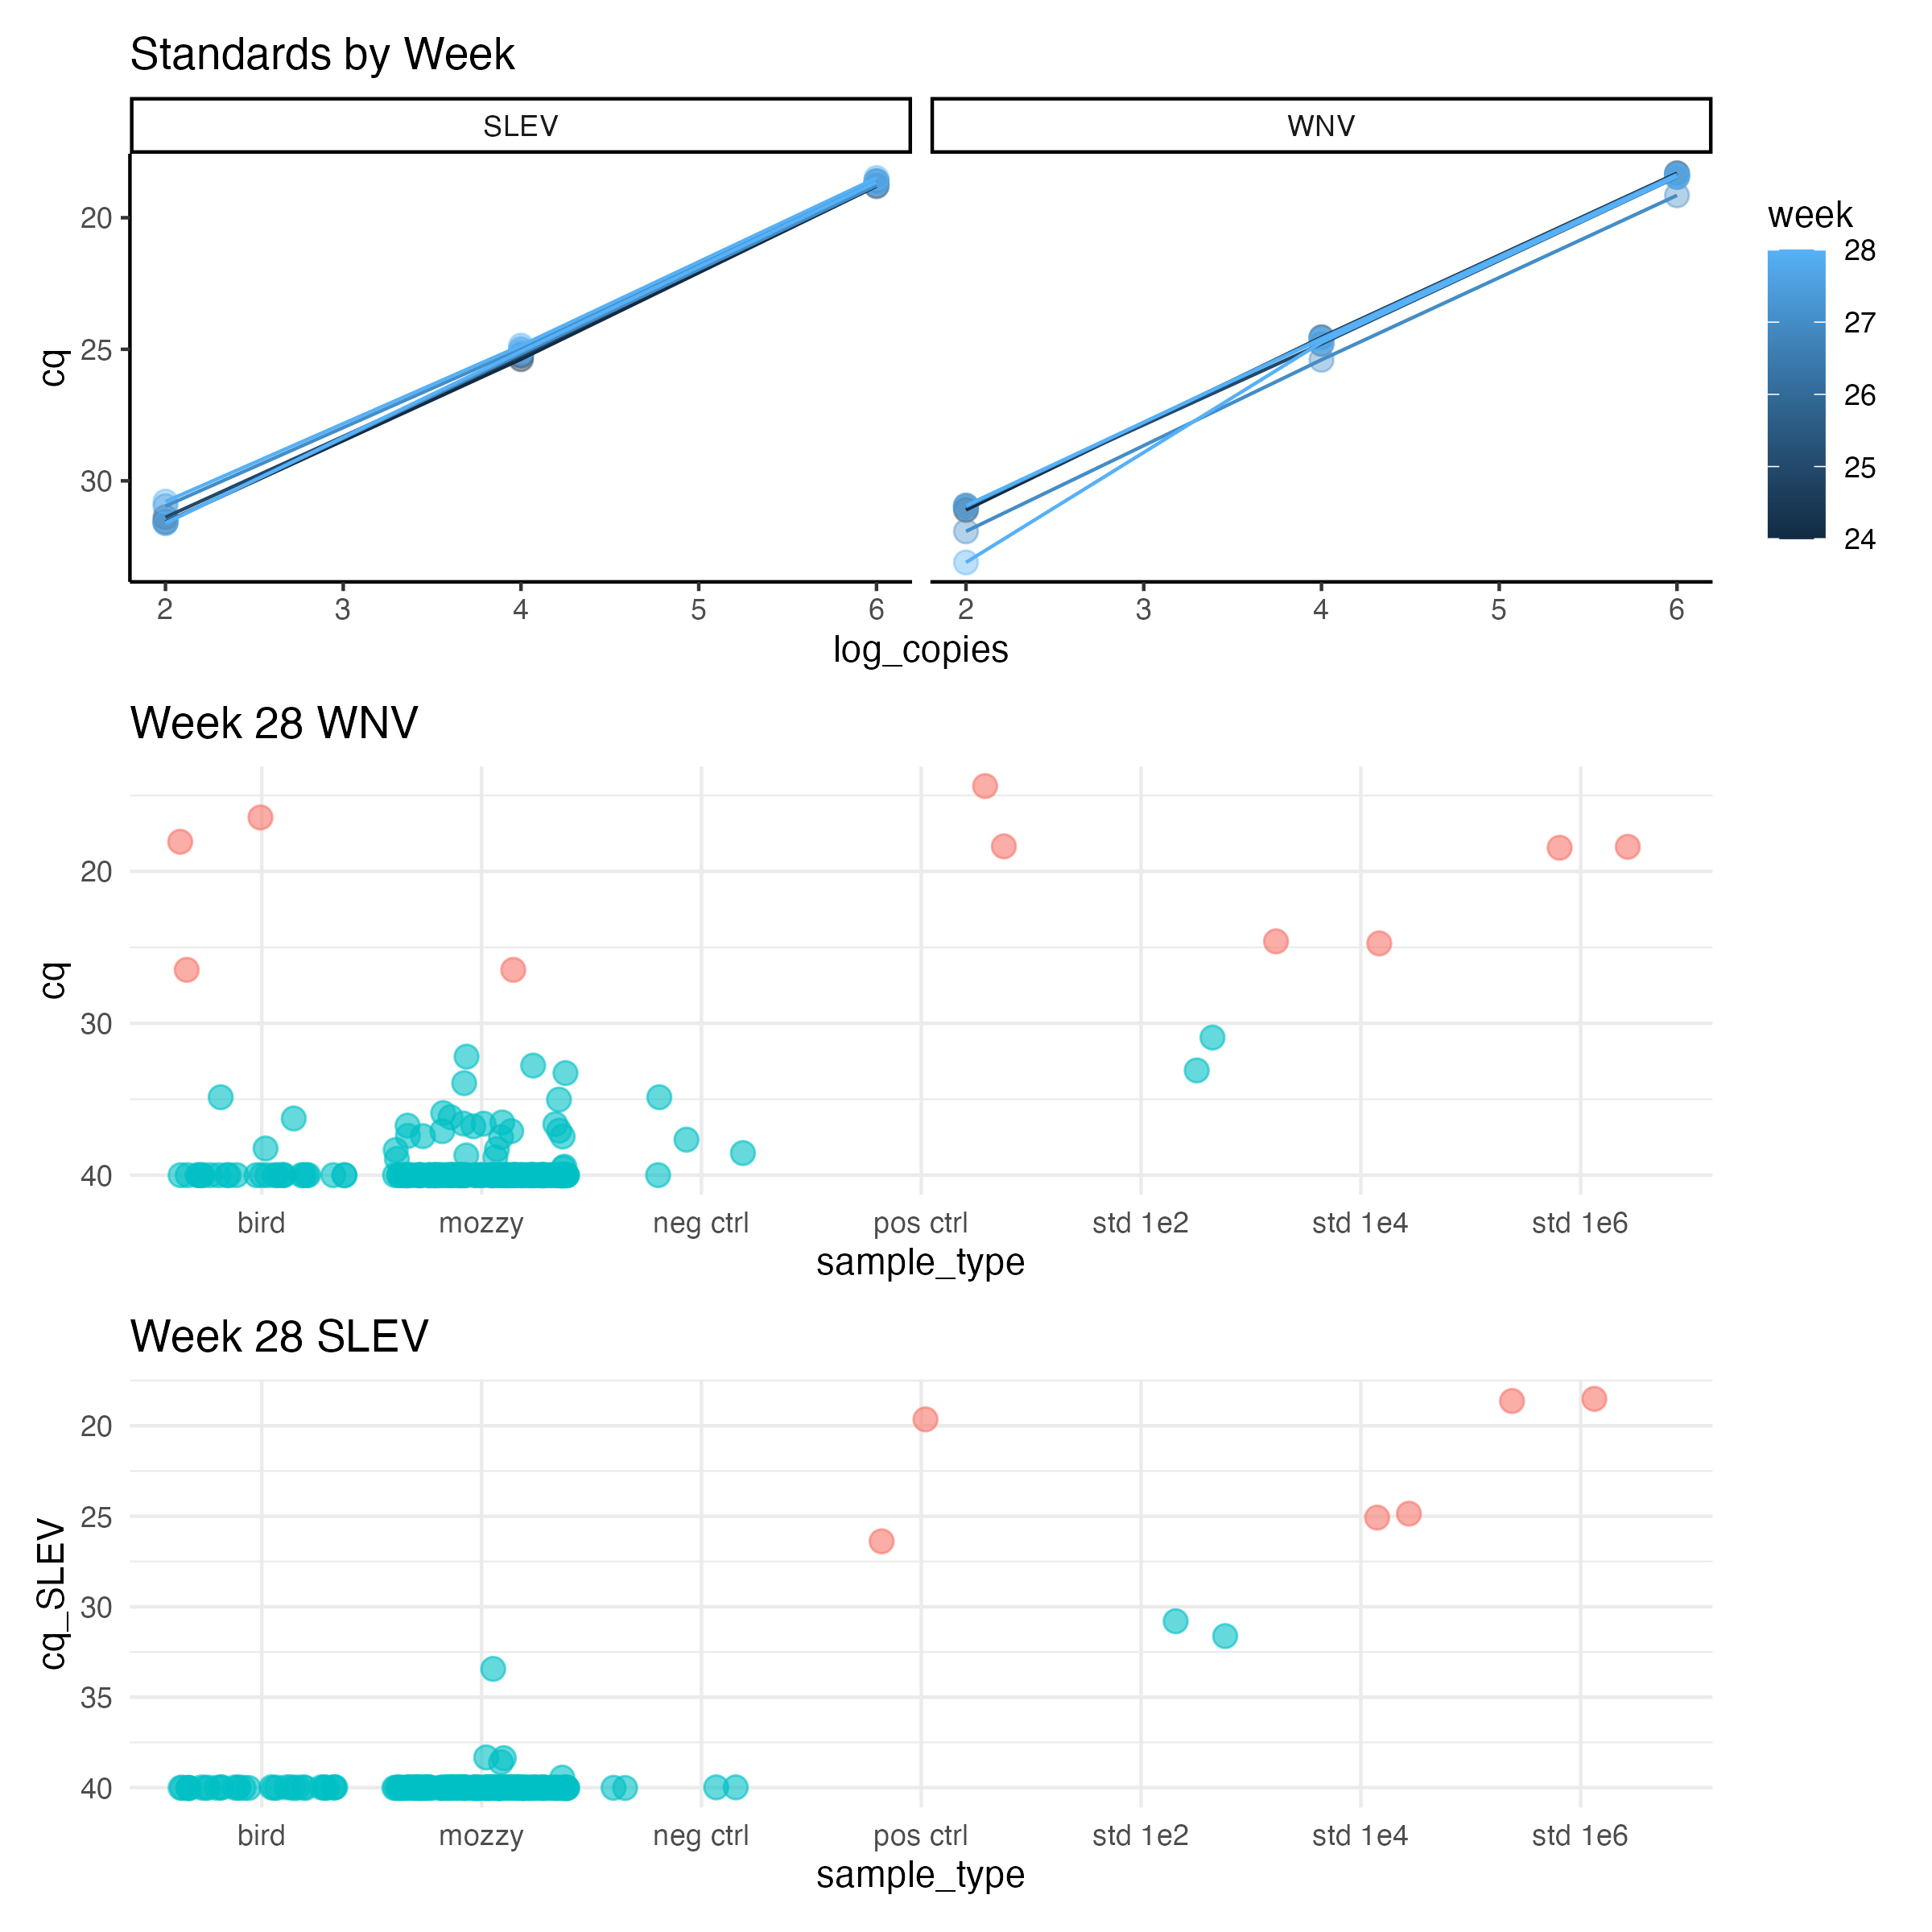 Standards by Week
SLEV
WNV
cq
20
25
30
2
3
4
5
6
2
3
4
5
6
log_copies
week
28
27
26
25
24
Week 28 WNV
cq
20
30
40
bird
mozzy
neg ctrl
pos ctrl
std 1e2
std 1e4
std 1e6
sample_type
Week 28 SLEV
cq_SLEV
20
25
30
35
40
bird
mozzy
neg ctrl
pos ctrl
std 1e2
std 1e4
std 1e6
sample_type